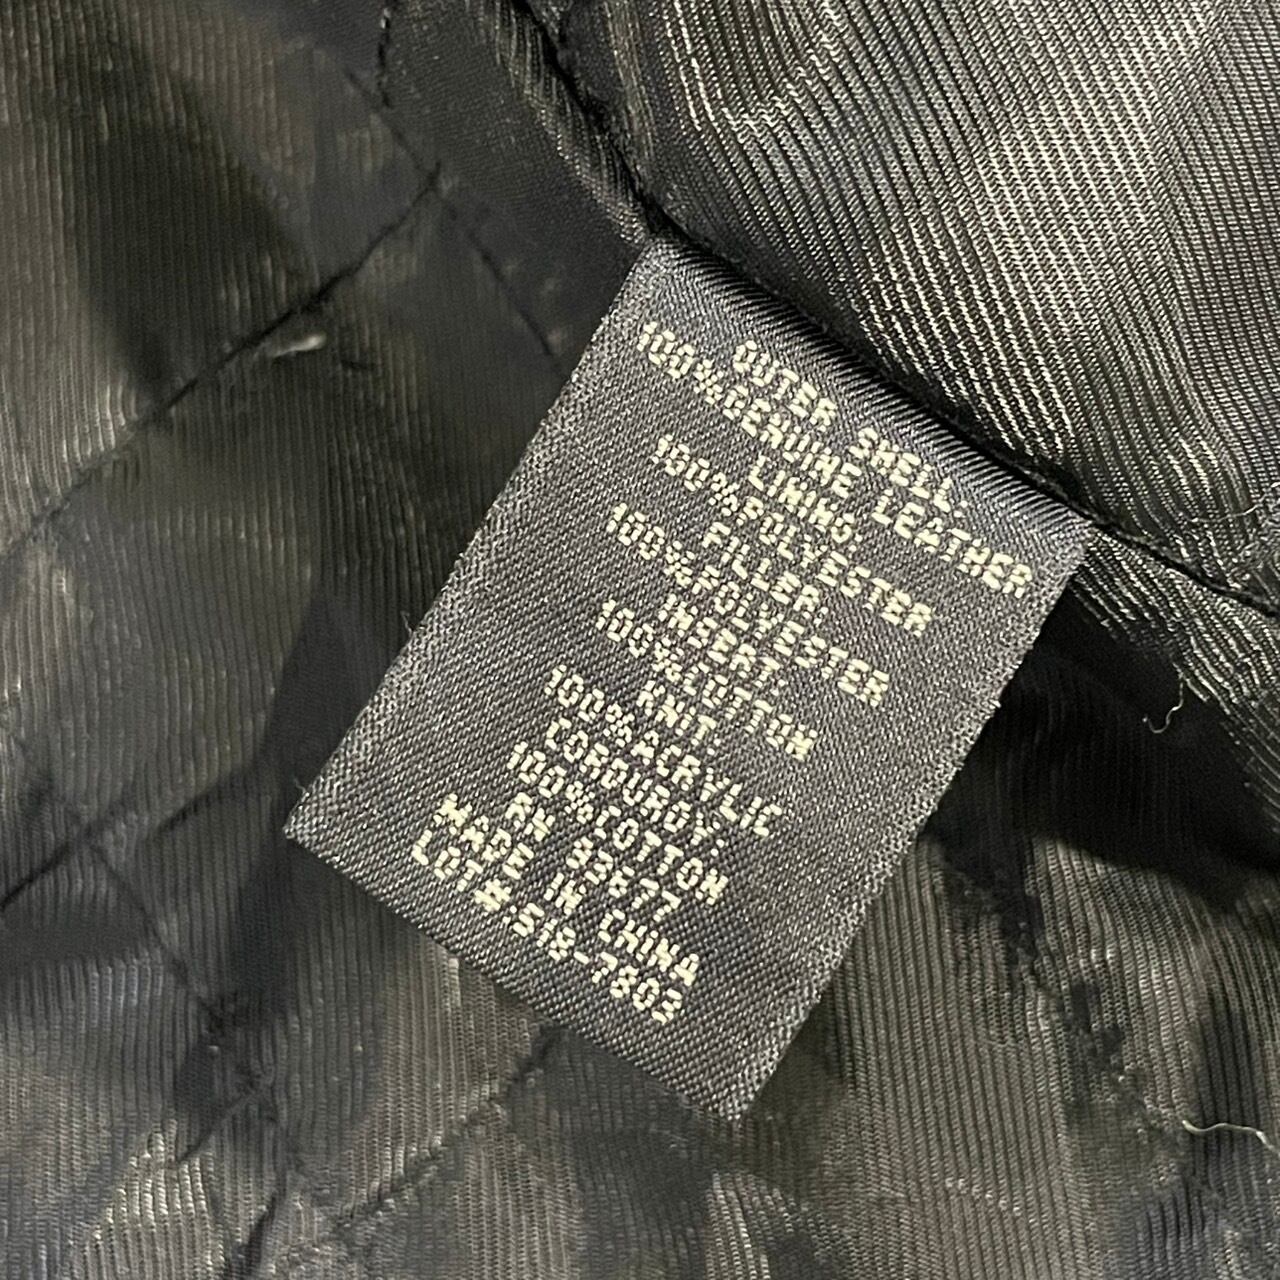 OUTER SHELL:
100%GENUINE LEATHER
LINING:
100%POLYESTER
FILLER:
100%POLYESTER
INSERT:
100%COTTON
KNIT:
100%ACRYLIC
CORDUROY:
100%COTTON
RN 93677
MADE IN CHINA
LOT#:518-7803